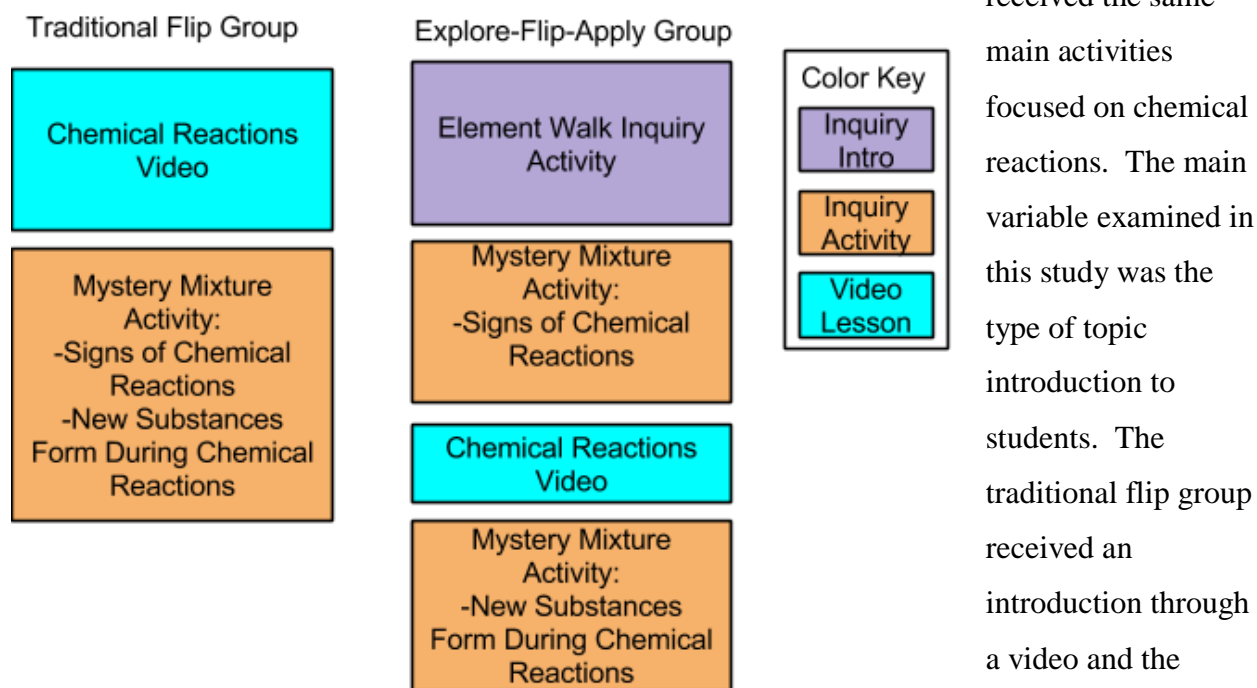 Traditional Flip Group
Chemical Reactions
Video
Mystery Mixture
Activity:
-Signs of Chemical
Reactions
-New Substances
Form During Chemical
Reactions
Explore-Flip-Apply Group
Element Walk Inquiry
Activity
Mystery Mixture
Activity:
-Signs of Chemical
Reactions
Chemical Reactions
Video
Mystery Mixture
Activity:
-New Substances
Form During Chemical
Reactions
Color Key
Inquiry
Intro
Inquiry
Activity
Video
Lesson
received the same
main activities
focused on chemical
reactions.  The main
variable examined in
this study was the
type of topic
introduction to
students.  The
traditional flip group
received an
introduction through
a video and the